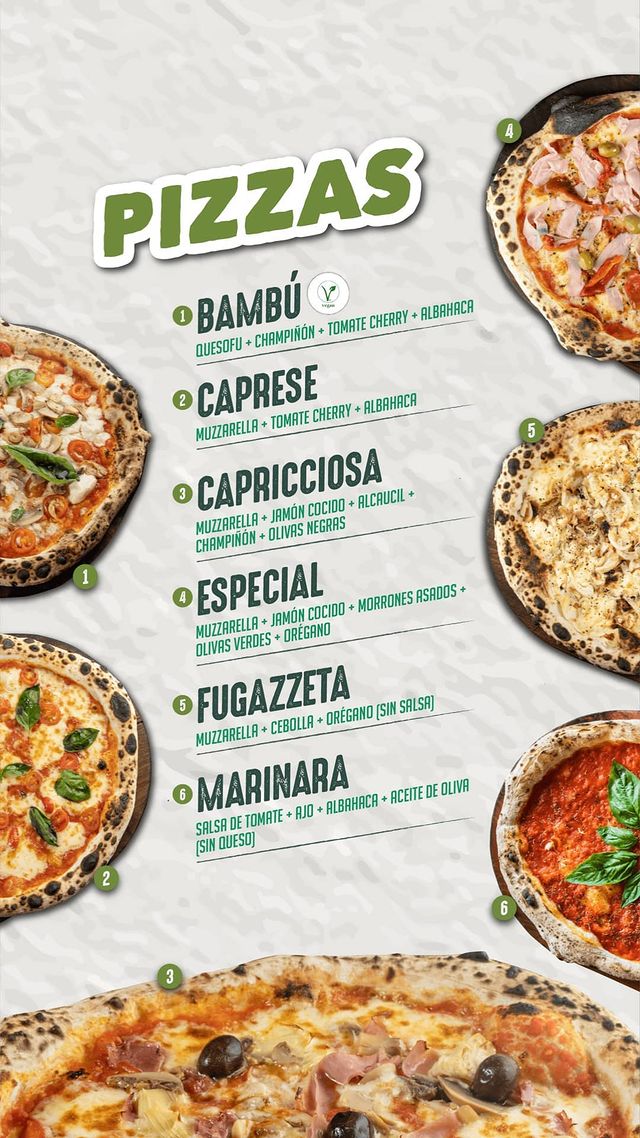 PIZZAS
1 BAMBÚ
Vegan
QUESOFU + CHAMPIÑÓN + TOMATE CHERRY + ALBAHACA
2 CAPRESE
MUZZARELLA + TOMATE CHERRY + ALBAHACA
3 CAPRICCIOSA
MUZZARELLA + JAMÓN COCIDO + ALCAUCIL +
CHAMPIÑÓN + OLIVAS NEGRAS
4 ESPECIAL
MUZZARELLA + JAMÓN COCIDO + MORRONES ASADOS +
OLIVAS VERDES + ORÉGANO
5 FUGAZZETA
MUZZARELLA + CEBOLLA + ORÉGANO (SIN SALSA)
6 MARINARA
SALSA DE TOMATE + AJO + ALBAHACA + ACEITE DE OLIVA
(SIN QUESO)
4
5
1
2
6
3